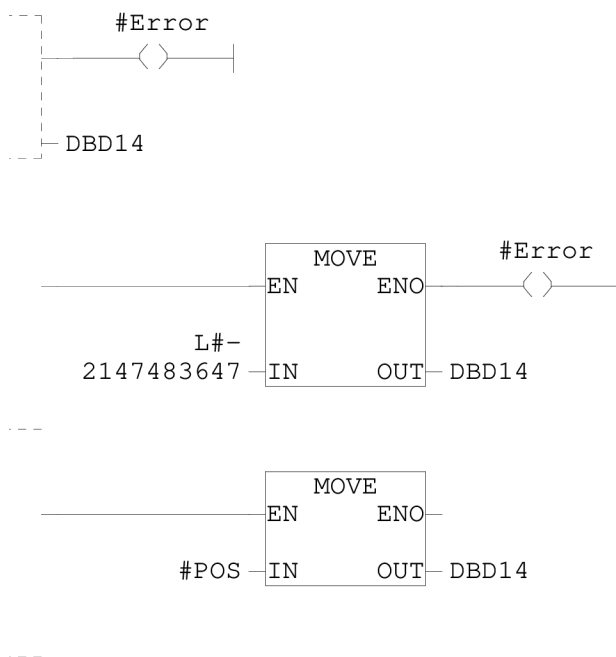 #Error
DBD14
MOVE
#Error
EN ENO
L#-
2147483647 IN OUT DBD14
MOVE
EN ENO
#POS IN OUT DBD14